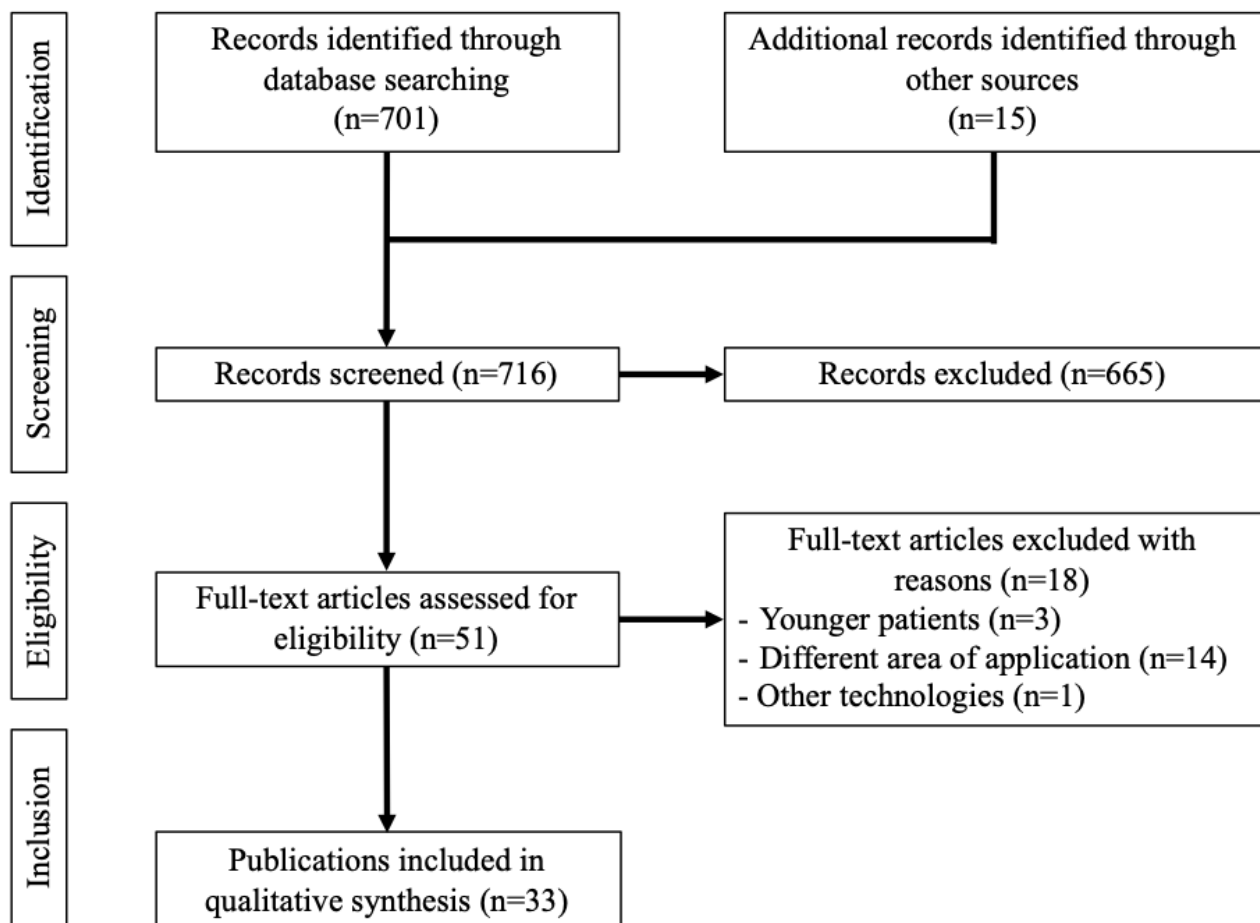 Identification
Records identified through
database searching
(n=701)
Additional records identified through
other sources
(n=15)
Screening
Records screened (n=716)
Records excluded (n=665)
Eligibility
Full-text articles assessed for
eligibility (n=51)
Full-text articles excluded with
reasons (n=18)
- Younger patients (n=3)
- Different area of application (n=14)
- Other technologies (n=1)
Inclusion
Publications included in
qualitative synthesis (n=33)